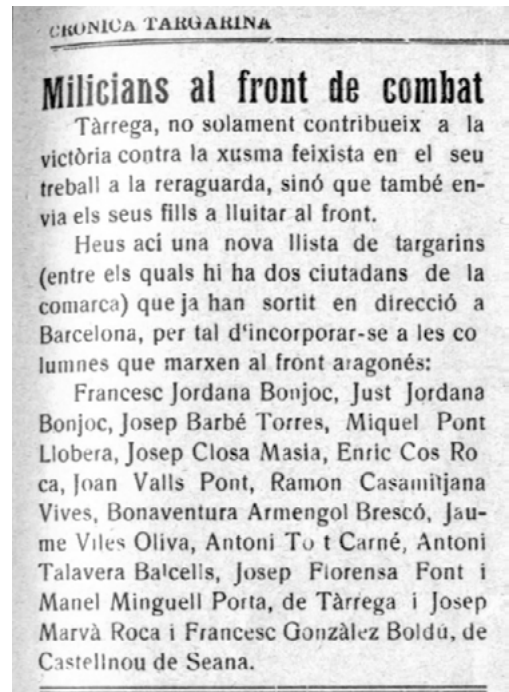 CRONICA TARGARINA
Milicians al front de combat
Tàrrega, no solament contribueix a la
victòria contra la xusma feixista en el seu
treball a la reraguarda, sinó que també en-
via els seus fills a lluitar al front.
Heus ací una nova llista de targarins
(entre els quals hi ha dos ciutadans de la
comarca) que ja han sortit en direcció a
Barcelona, per tal d'incorporar-se a les co
lumnes que marxen al front aragonés:
Francesc Jordana Bonjoc, Just Jordana
Bonjoc, Josep Barbé Torres, Miquel Pont
Llobera, Josep Closa Masia, Enric Cos Ro
ca, Joan Valls Pont, Ramon Casamitjana
Vives, Bonaventura Armengol Brescó, Jau-
me Vilés Oliva, Antoni To t Carné, Antoni
Talavera Balcells, Josep Florensa Font i
Manel Minguell Porta, de Tàrrega i Josep
Marvà Roca i Francesc Gonzàlez Boldú, de
Castellnou de Seana.